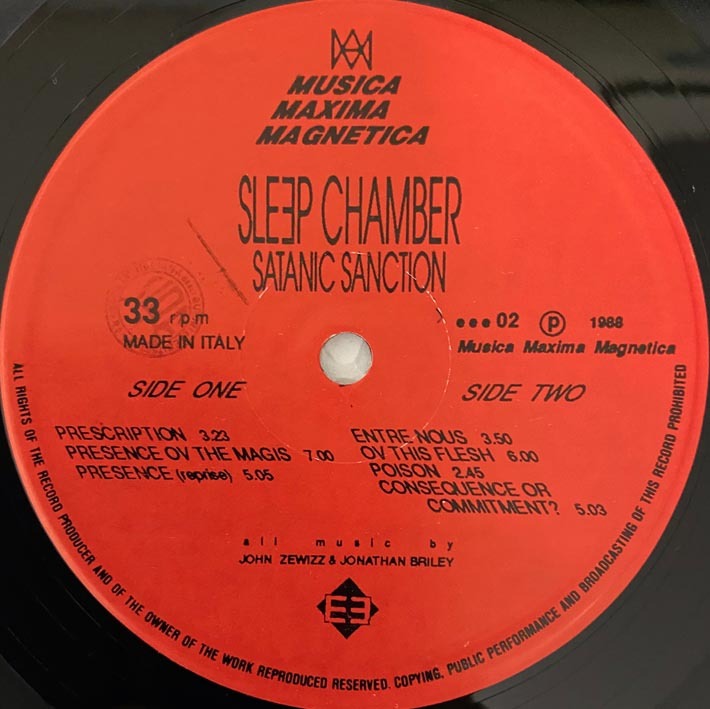 MUSICA
MAXIMA
MAGNETICA
SLEƎP CHAMBER
SATANIC SANCTION
33 rpm
MADE IN ITALY
●●●02 Ⓟ 1988
Musica Maxima Magnetica
SIDE ONE
PRESCRIPTION 3.23
PRESENCE OV THE MAGIS 7.00
PRESENCE (reprise) 5.05
SIDE TWO
ENTRE NOUS 3.50
OV THIS FLESH 6.00
POISON 2.45
CONSEQUENCE OR
COMMITMENT? 5.03
all music by
JOHN ZEWIZZ & JONATHAN BRILEY
ALL RIGHTS OF THE RECORD PRODUCER AND OF THE OWNER OF THE WORK REPRODUCED RESERVED. COPYING, PUBLIC PERFORMANCE AND BROADCASTING OF THIS RECORD PROHIBITED